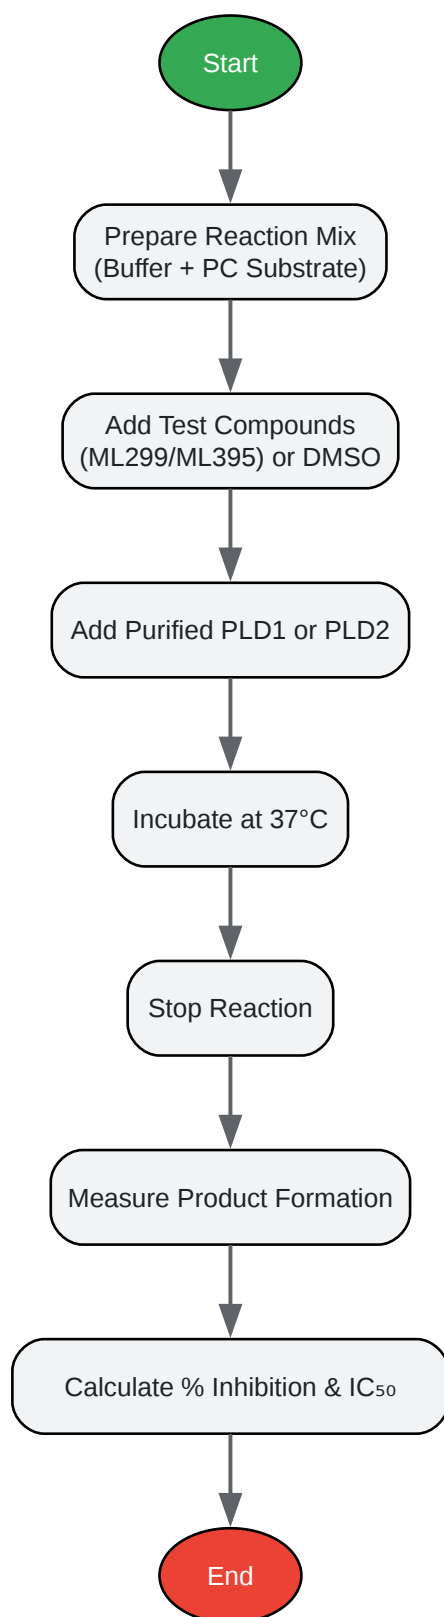 Start
Prepare Reaction Mix
(Buffer + PC Substrate)
Add Test Compounds
(ML299/ML395) or DMSO
Add Purified PLD1 or PLD2
Incubate at 37°C
Stop Reaction
Measure Product Formation
Calculate % Inhibition & IC₅₀
End